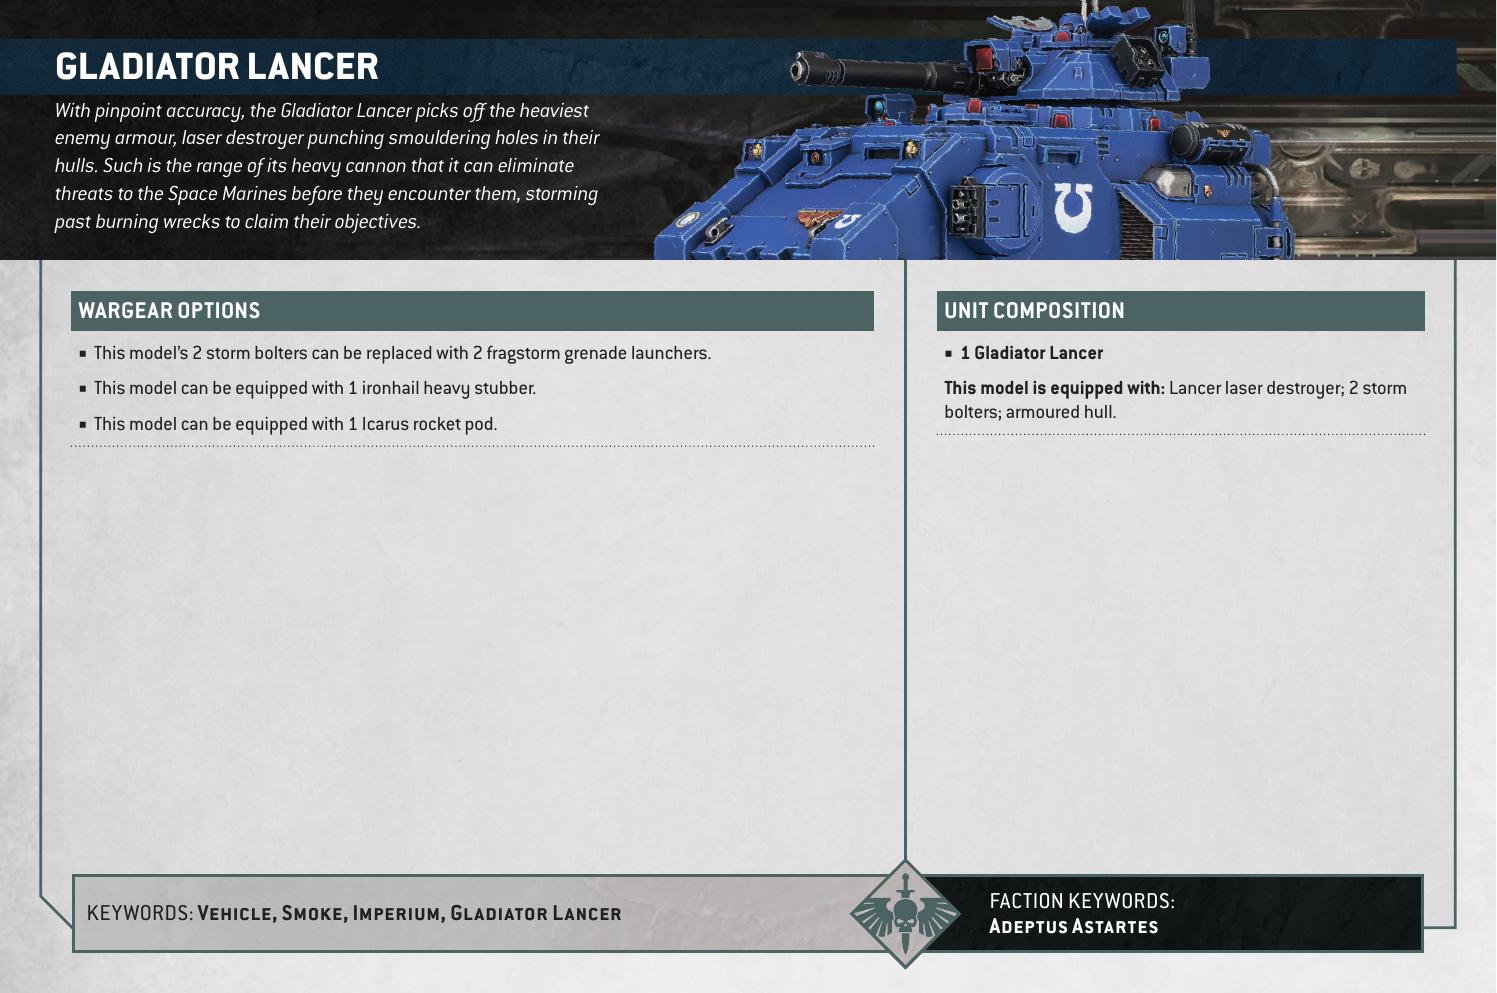 GLADIATOR LANCER
With pinpoint accuracy, the Gladiator Lancer picks off the heaviest
enemy armour, laser destroyer punching smouldering holes in their
hulls. Such is the range of its heavy cannon that it can eliminate
threats to the Space Marines before they encounter them, storming
past burning wrecks to claim their objectives.
WARGEAR OPTIONS
▪ This model’s 2 storm bolters can be replaced with 2 fragstorm grenade launchers.
▪ This model can be equipped with 1 ironhail heavy stubber.
▪ This model can be equipped with 1 Icarus rocket pod.
UNIT COMPOSITION
▪ 1 Gladiator Lancer
This model is equipped with: Lancer laser destroyer; 2 storm
bolters; armoured hull.
KEYWORDS: Vehicle, Smoke, Imperium, Gladiator Lancer
FACTION KEYWORDS:
Adeptus Astartes